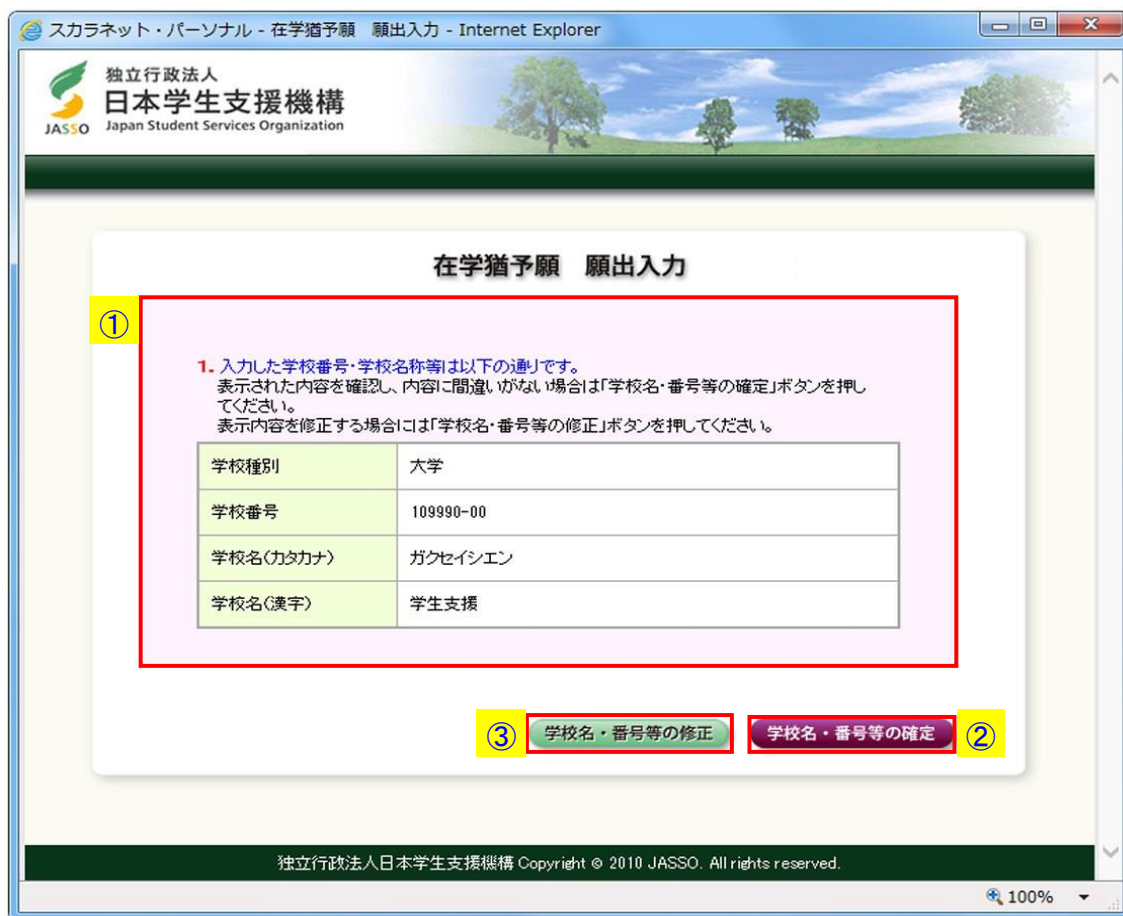 スカラネット・パーソナル - 在学猶予願　願出入力 - Internet Explorer
独立行政法人
日本学生支援機構
JASSO Japan Student Services Organization
在学猶予願　願出入力
①
1. 入力した学校番号・学校名称等は以下の通りです。
表示された内容を確認し、内容に間違いがない場合は「学校名・番号等の確定」ボタンを押し
てください。
表示内容を修正する場合には「学校名・番号等の修正」ボタンを押してください。
学校種別 大学
学校番号 109990-00
学校名(カタカナ) ガクセイシエン
学校名(漢字) 学生支援
③ 学校名・番号等の修正 学校名・番号等の確定 ②
独立行政法人日本学生支援機構 Copyright © 2010 JASSO. All rights reserved.
100%